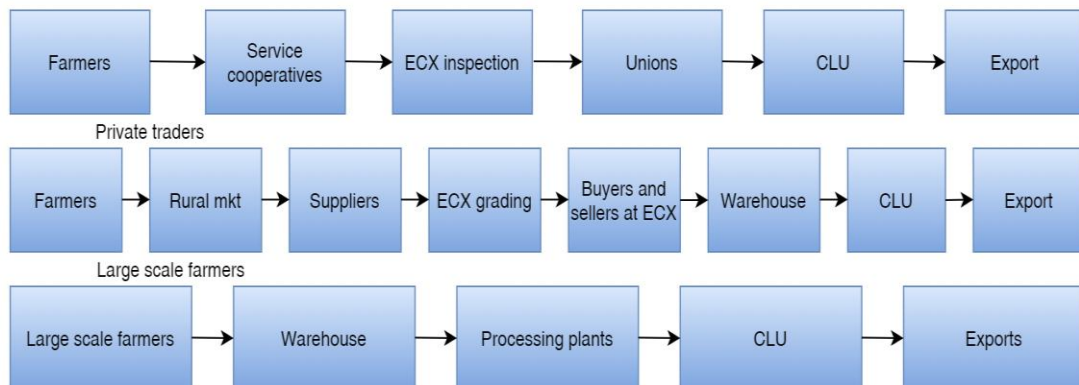 Farmers
Service
cooperatives
ECX inspection
Unions
CLU
Export
Private traders
Farmers
Rural mkt
Suppliers
ECX grading
Buyers and
sellers at ECX
Warehouse
CLU
Export
Large scale farmers
Large scale farmers
Warehouse
Processing plants
CLU
Exports